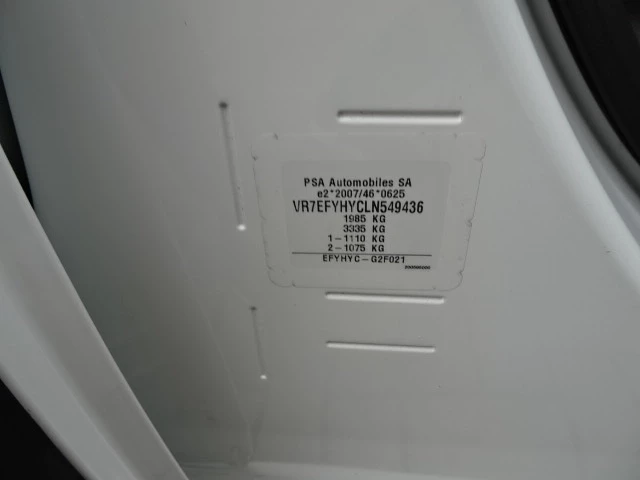 PSA Automobiles SA
e2*2007/46*0625
VR7EFYHYCLN549436
1985 KG
3335 KG
1-1110 KG
2-1075 KG
EFYHYC-G2F021